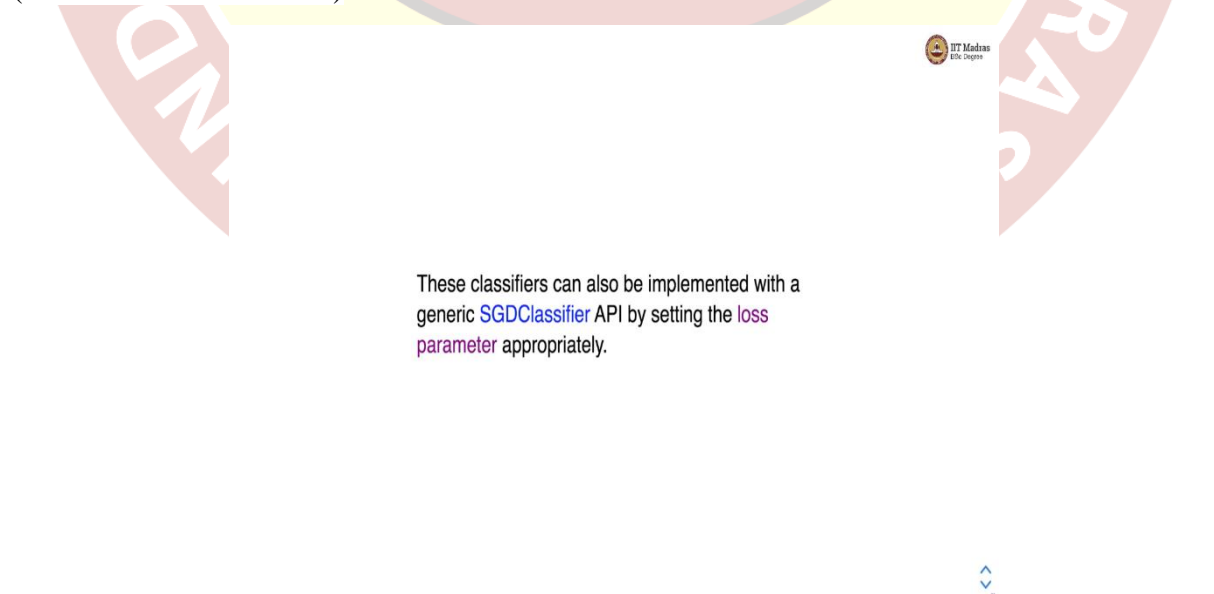 IIT Madras
BSc Degree
These classifiers can also be implemented with a
generic SGDClassifier API by setting the loss
parameter appropriately.